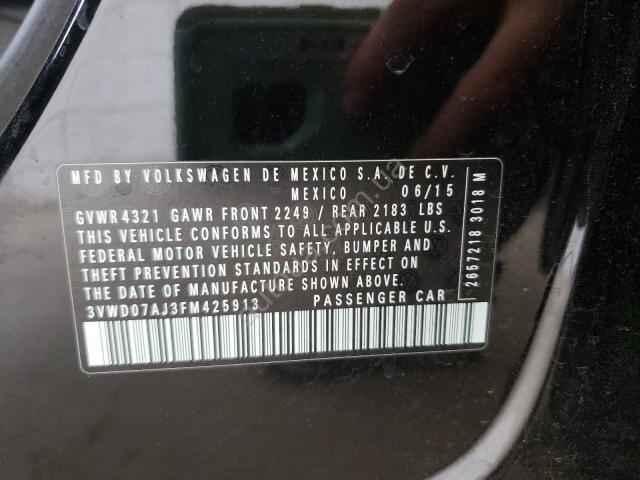 MFD BY VOLKSWAGEN DE MEXICO S.A. DE C.V.
MEXICO 06/15
GVWR 4321 GAWR FRONT 2249 / REAR 2183 LBS
THIS VEHICLE CONFORMS TO ALL APPLICABLE U.S.
FEDERAL MOTOR VEHICLE SAFETY, BUMPER AND
THEFT PREVENTION STANDARDS IN EFFECT ON
THE DATE OF MANUFACTURE SHOWN ABOVE.
3VWD07AJ3FM425913 PASSENGER CAR
2657218 3018 M